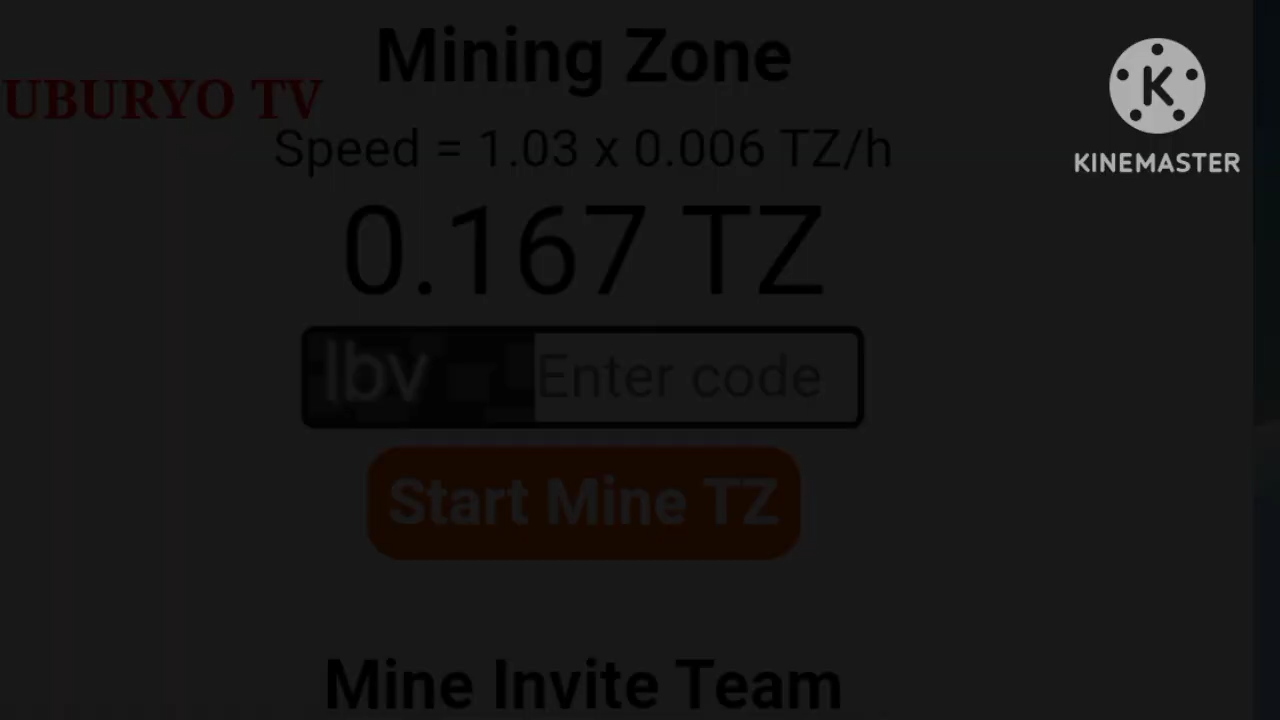 Mining Zone
UBURYO TV
Speed = 1.03 x 0.006 TZ/h
0.167 TZ
Enter code
Start Mine TZ
Mine Invite Team
K
KINEMASTER